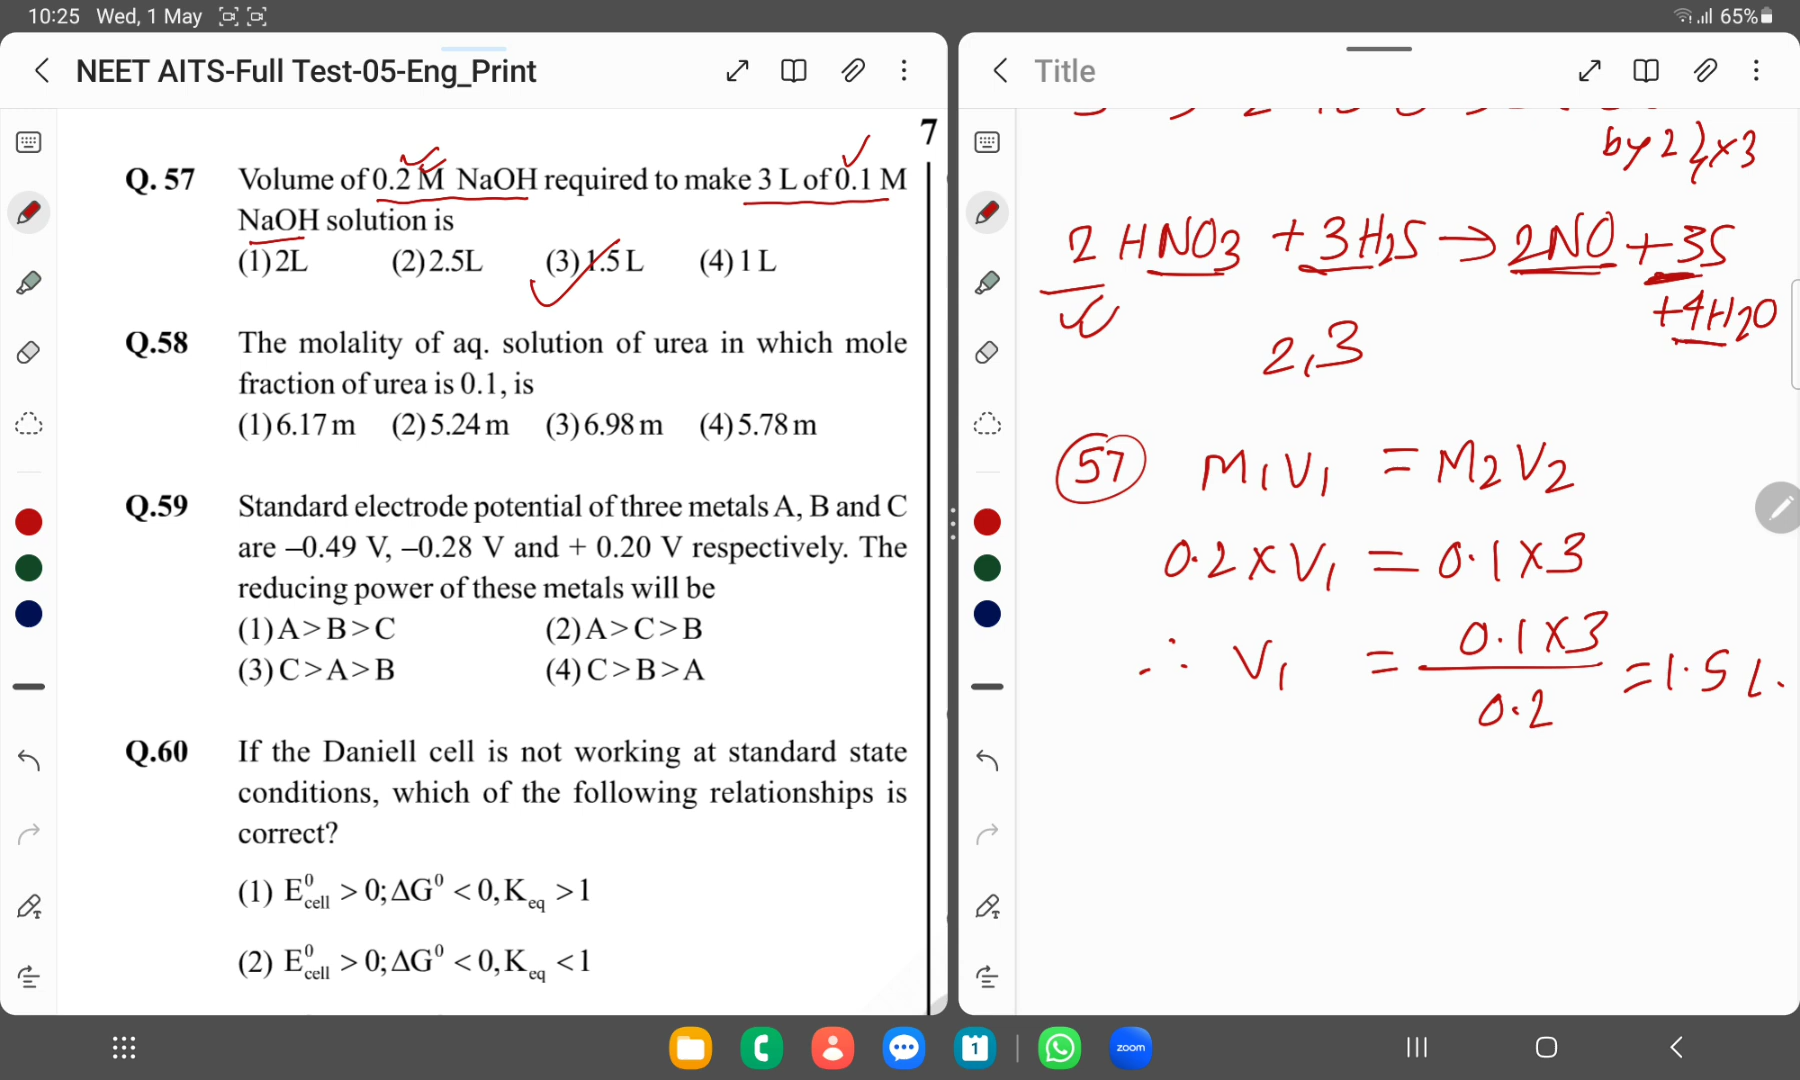 10:25 Wed, 1 May
65%
NEET AITS-Full Test-05-Eng_Print
7
Q. 57 Volume of 0.2 M NaOH required to make 3 L of 0.1 M
NaOH solution is
(1) 2L (2) 2.5L (3) 1.5 L (4) 1 L
Q.58 The molality of aq. solution of urea in which mole
fraction of urea is 0.1, is
(1) 6.17 m (2) 5.24 m (3) 6.98 m (4) 5.78 m
Q.59 Standard electrode potential of three metals A, B and C
are –0.49 V, –0.28 V and + 0.20 V respectively. The
reducing power of these metals will be
(1) A > B > C (2) A > C > B
(3) C > A > B (4) C > B > A
Q.60 If the Daniell cell is not working at standard state
conditions, which of the following relationships is
correct?
(1) E⁰cell > 0; ΔG⁰ < 0, Keq > 1
(2) E⁰cell > 0; ΔG⁰ < 0, Keq < 1
Title
by 2} x 3
2 HNO3 + 3H2S → 2NO + 3S
+4H2O
2,3
57 M1V1 = M2V2
0.2 x V1 = 0.1 x 3
∴ V1 = 0.1 x 3 / 0.2 = 1.5 L.
1
zoom